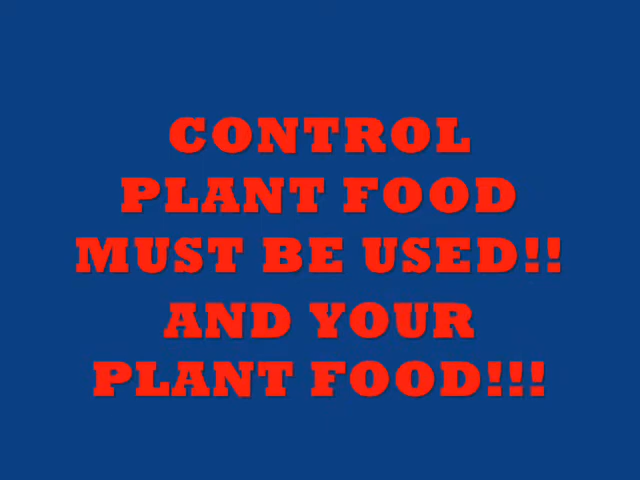 CONTROL
PLANT FOOD
MUST BE USED!!
AND YOUR
PLANT FOOD!!!